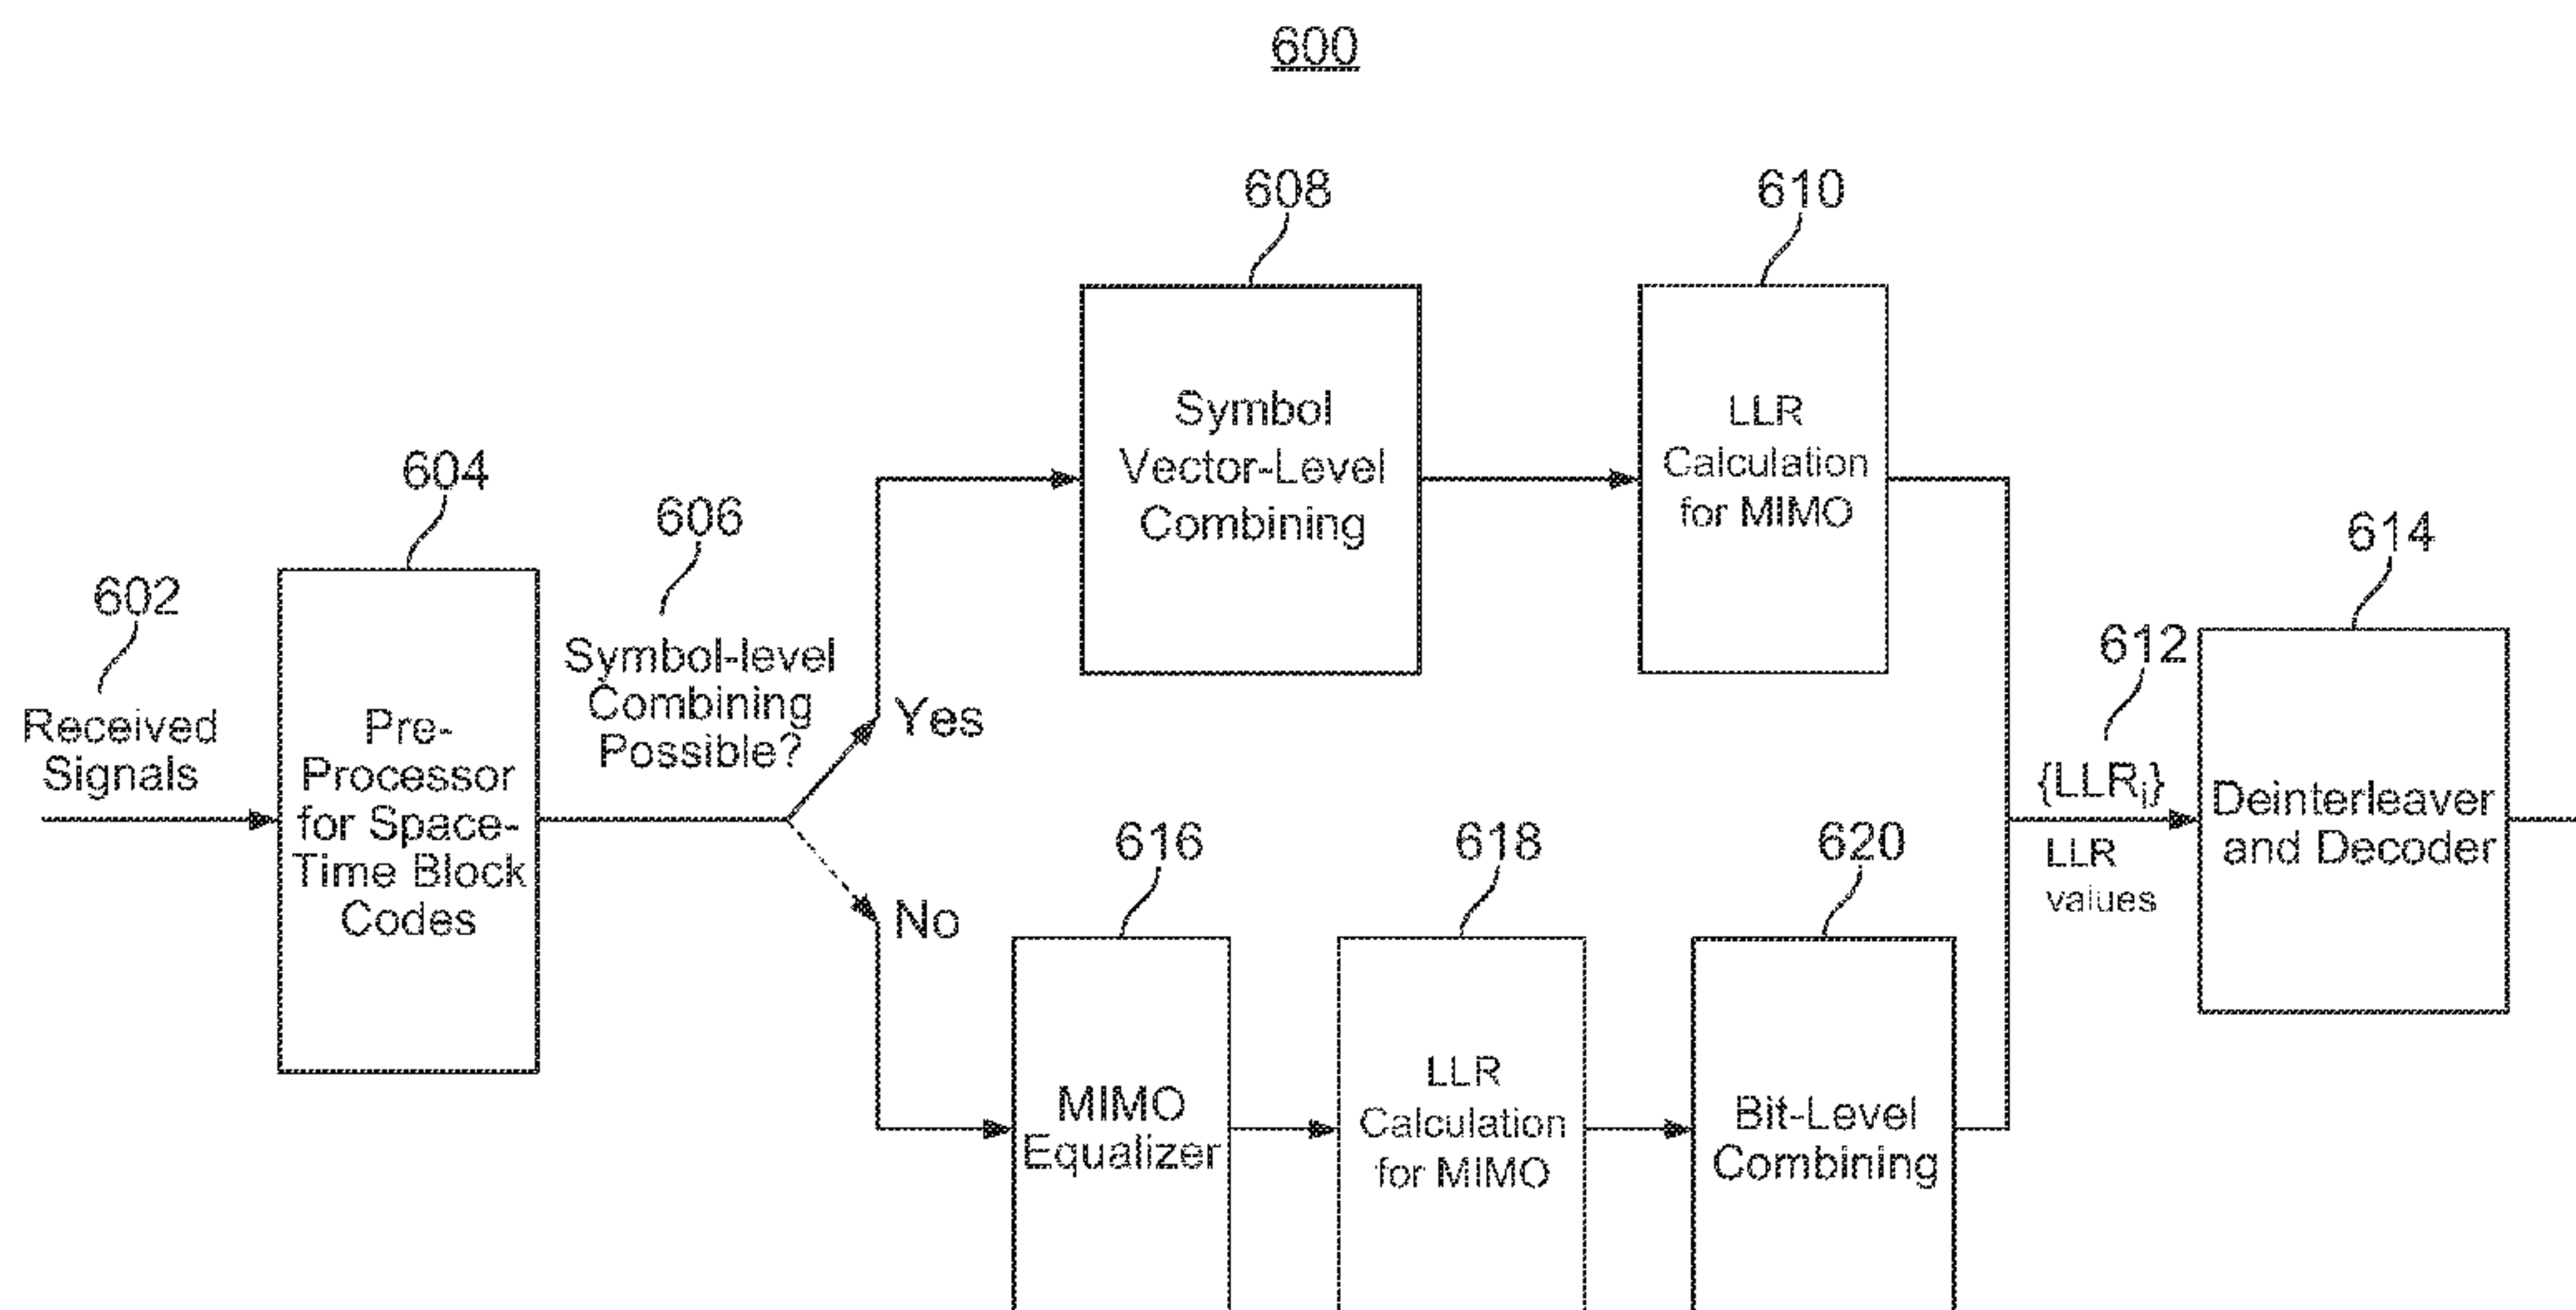 600
608
610
604
606
614
602
612
Symbol
Vector-Level
Combining
LLR
Calculation
for MIMO
Symbol-level
Combining
Possible?
Yes
Received
Signals
Pre-
Processor
for Space-
Time Block
Codes
{LLRi}
LLR
values
Deinterleaver
and Decoder
616
618
620
No
MIMO
Equalizer
LLR
Calculation
for MIMO
Bit-Level
Combining